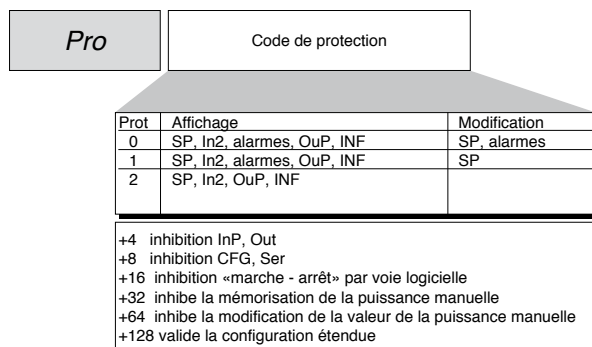 Pro
Code de protection
Prot Affichage Modification
0 SP, In2, alarmes, OuP, INF SP, alarmes
1 SP, In2, alarmes, OuP, INF SP
2 SP, In2, OuP, INF
+4 inhibition InP, Out
+8 inhibition CFG, Ser
+16 inhibition «marche - arrêt» par voie logicielle
+32 inhibe la mémorisation de la puissance manuelle
+64 inhibe la modification de la valeur de la puissance manuelle
+128 valide la configuration étendue